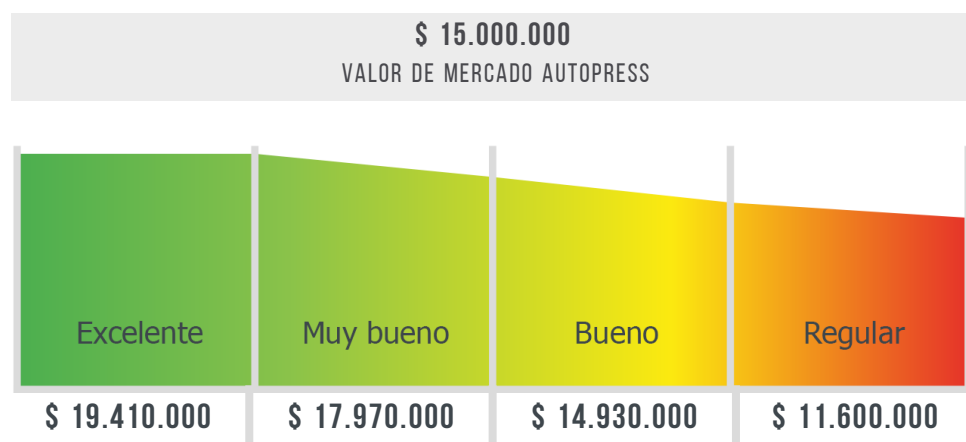 $ 15.000.000
VALOR DE MERCADO AUTOPRESS
Excelente Muy bueno Bueno Regular
$ 19.410.000 $ 17.970.000 $ 14.930.000 $ 11.600.000